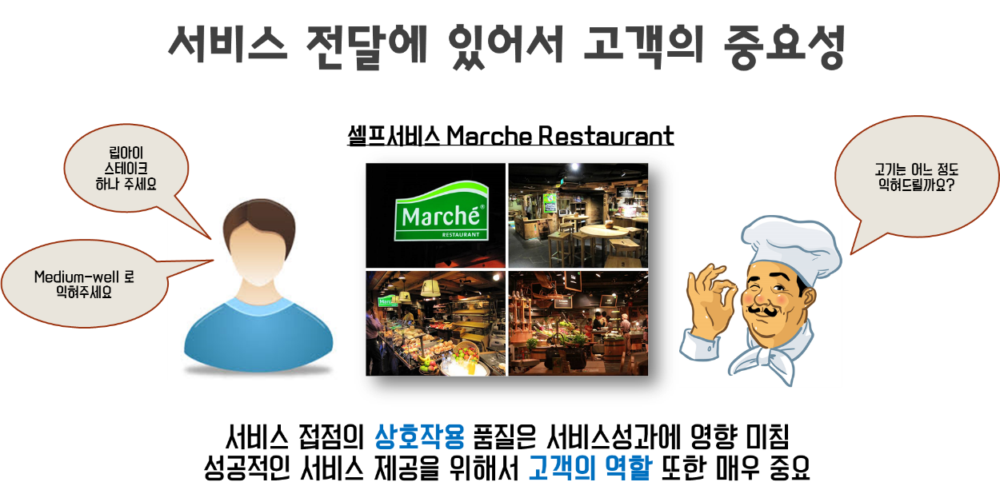 서비스 전달에 있어서 고객의 중요성
셀프서비스 Marche Restaurant
립아이
스테이크
하나 주세요
Medium-well 로
익혀주세요
고기는 어느 정도
익혀드릴까요?
Marché®
RESTAURANT
서비스 접점의 상호작용 품질은 서비스성과에 영향 미침
성공적인 서비스 제공을 위해서 고객의 역할 또한 매우 중요